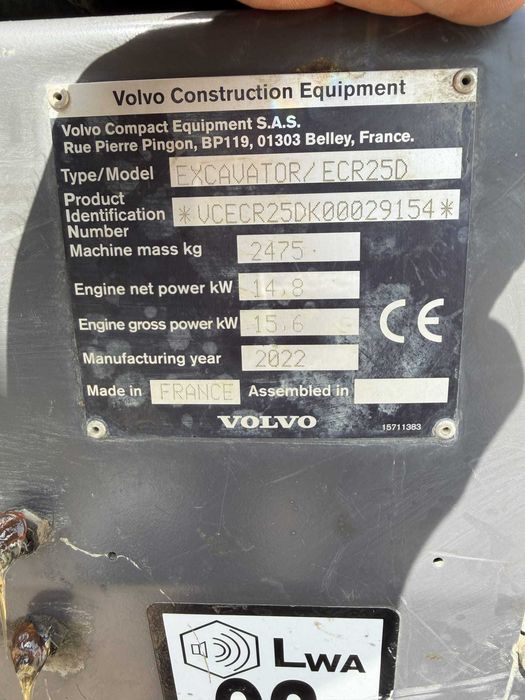 Volvo Construction Equipment
Volvo Compact Equipment S.A.S.
Rue Pierre Pingon, BP119, 01303 Belley, France.
Type/Model EXCAVATOR/ECR25D
Product Identification Number *VCECR25DK00029154*
Machine mass kg 2475
Engine net power kW 14,8
Engine gross power kW 15,6
Manufacturing year 2022
CE
Made in FRANCE Assembled in
VOLVO
15711383
LWA